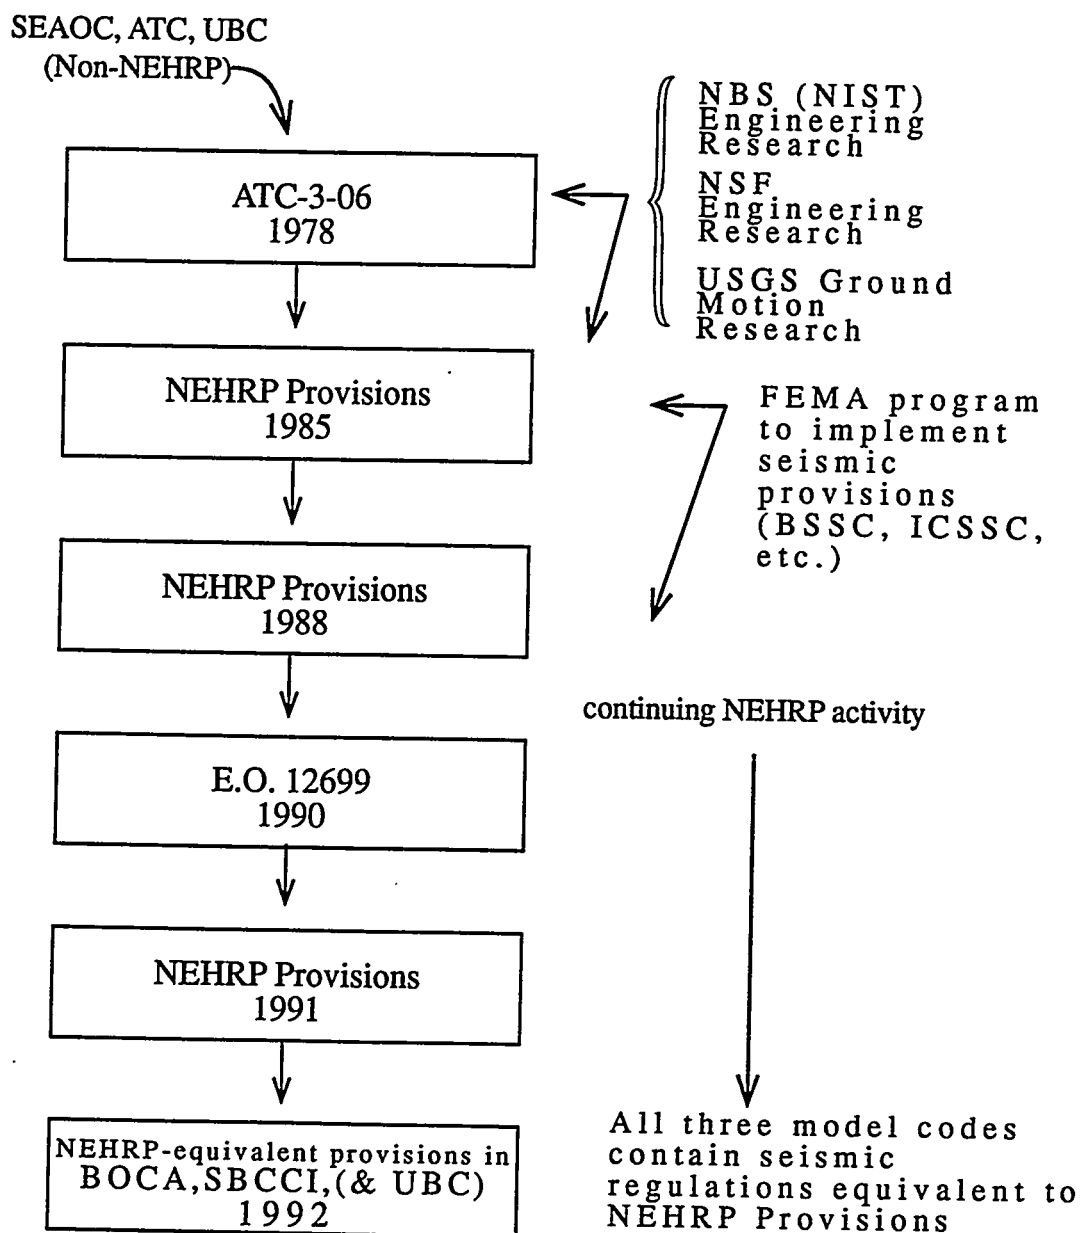 SEAOC, ATC, UBC
(Non-NEHRP)
NBS (NIST)
Engineering
Research
NSF
Engineering
Research
USGS Ground
Motion
Research
ATC-3-06
1978
NEHRP Provisions
1985
FEMA program
to implement
seismic
provisions
(BSSC, ICSSC,
etc.)
NEHRP Provisions
1988
continuing NEHRP activity
E.O. 12699
1990
NEHRP Provisions
1991
NEHRP-equivalent provisions in
BOCA,SBCCI,(& UBC)
1992
All three model codes
contain seismic
regulations equivalent to
NEHRP Provisions